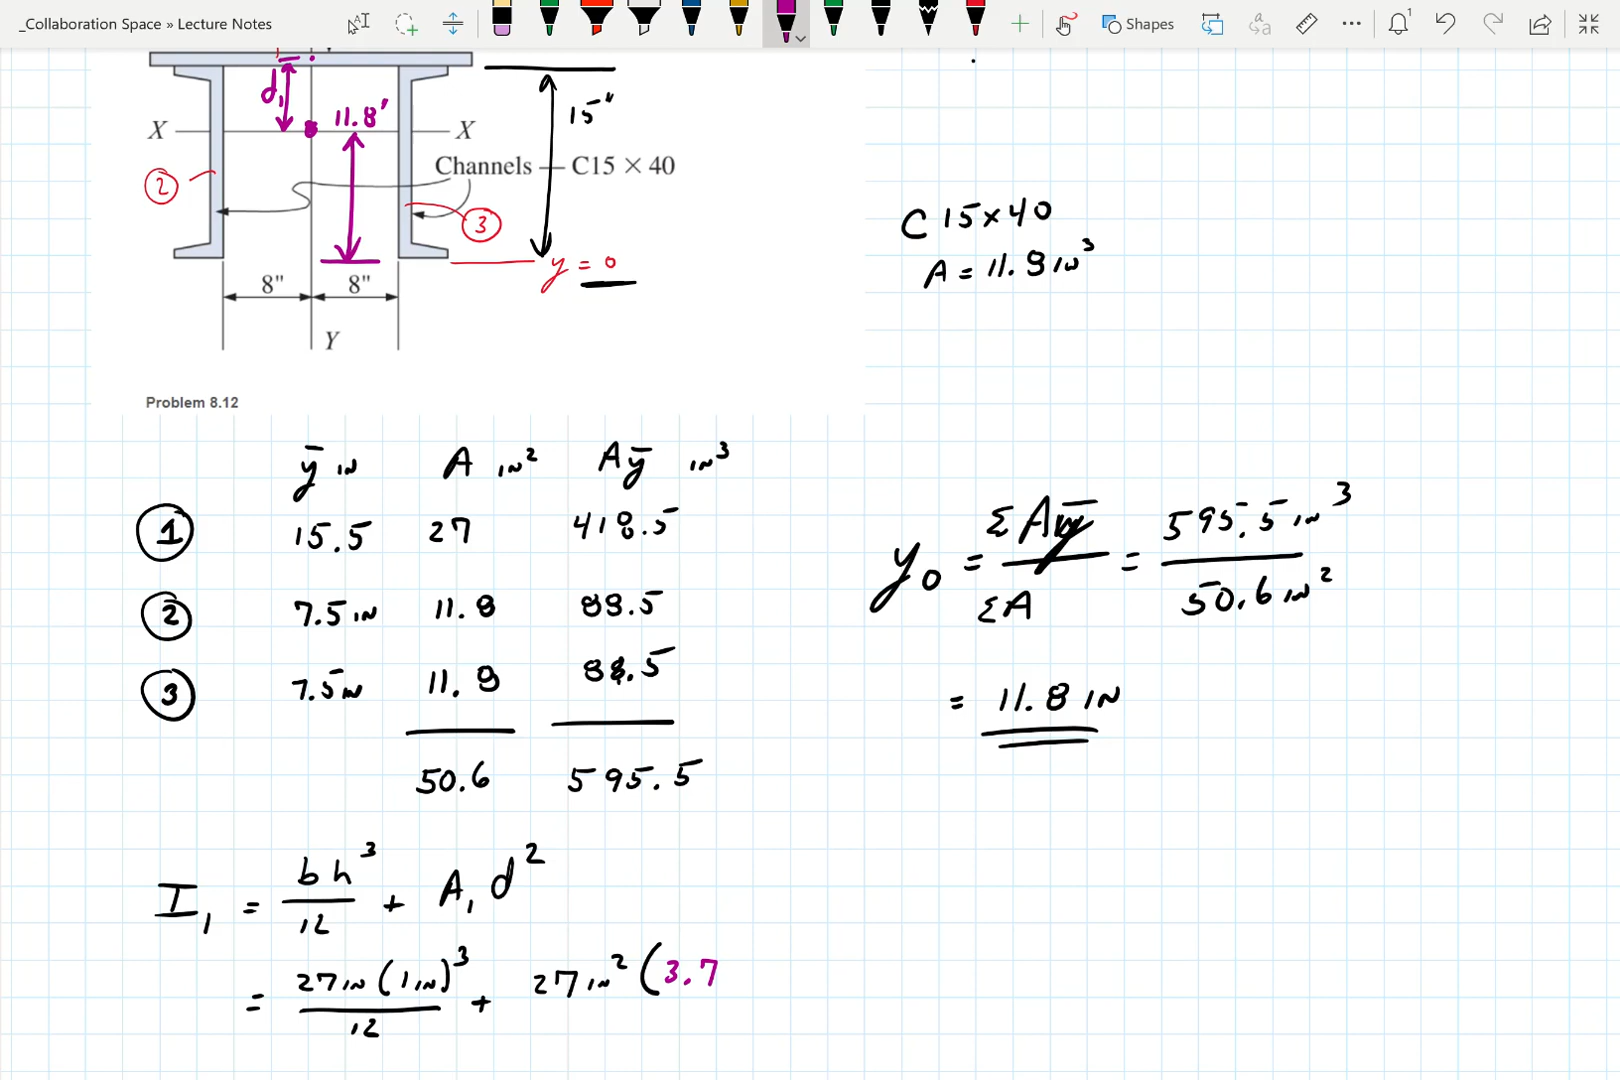 _Collaboration Space » Lecture Notes
Shapes
d₁
11.8'
15"
X
X
Channels
C15 × 40
②
③
y = 0
8"
8"
Y
C 15×40
A = 11.8 IN³
Problem 8.12
ȳ IN A IN² Aȳ IN³
① 15.5 27 418.5
② 7.5 IN 11.8 88.5
③ 7.5 IN 11.8 88.5
50.6 595.5
y₀ = ΣAȳ / ΣA = 595.5 IN³ / 50.6 IN²
= 11.8 IN
I₁ = bh³/12 + A₁ d²
= 27 IN (1 IN)³/12 + 27 IN² (3.7